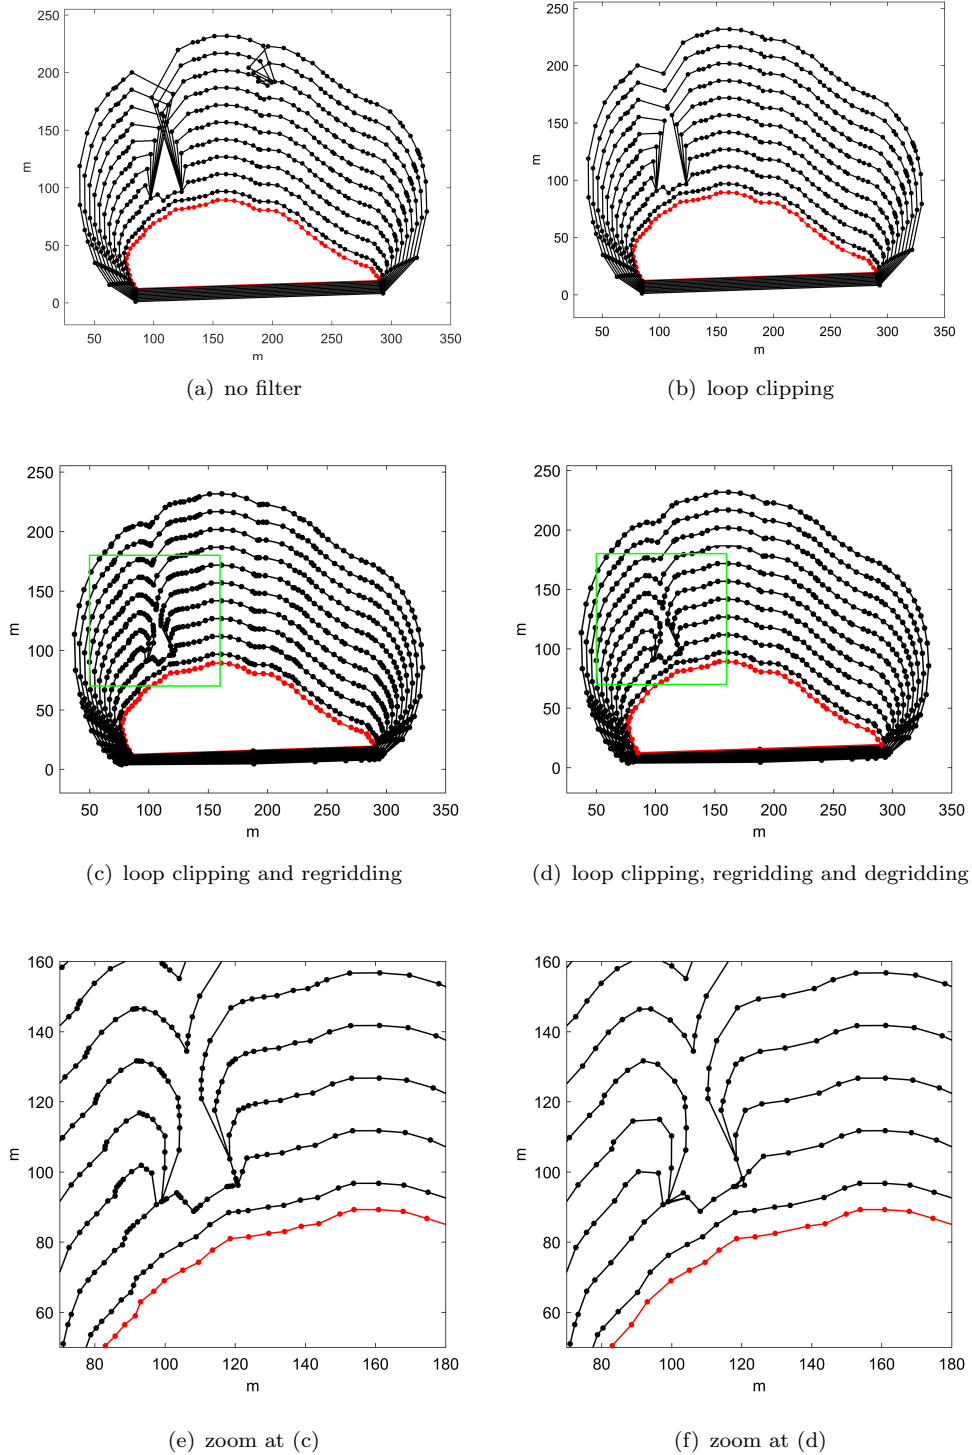 250
200
150
100
50
0
m
50 100 150 200 250 300 350
m
(a) no filter
250
200
150
100
50
0
m
50 100 150 200 250 300 350
m
(b) loop clipping
250
200
150
100
50
0
m
50 100 150 200 250 300 350
m
(c) loop clipping and regridding
250
200
150
100
50
0
m
50 100 150 200 250 300 350
m
(d) loop clipping, regridding and degridding
160
140
120
100
80
60
m
80 100 120 140 160 180
m
(e) zoom at (c)
160
140
120
100
80
60
m
80 100 120 140 160 180
m
(f) zoom at (d)